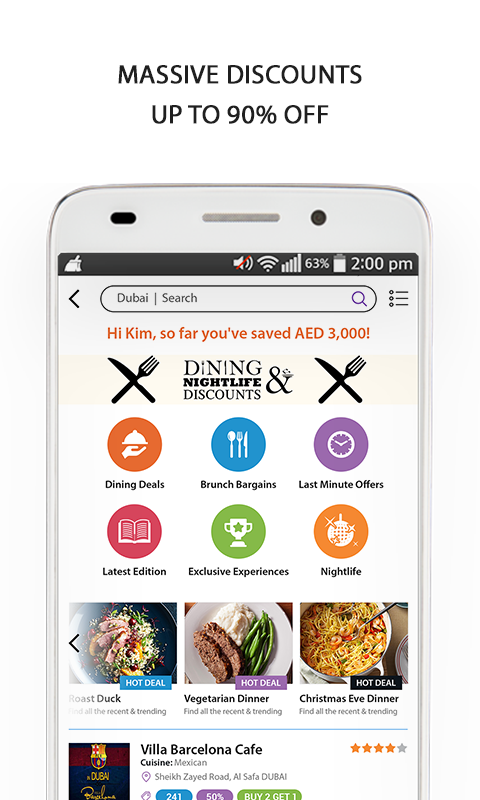 MASSIVE DISCOUNTS
UP TO 90% OFF
63% 2:00 pm
Dubai | Search
Hi Kim, so far you've saved AED 3,000!
DINING
NIGHTLIFE &
DISCOUNTS
Dining Deals
Brunch Bargains
Last Minute Offers
Latest Edition
Exclusive Experiences
Nightlife
HOT DEAL
HOT DEAL
HOT DEAL
Roast Duck
Vegetarian Dinner
Christmas Eve Dinner
Find all the recent & trending
Find all the recent & trending
Find all the recent & trending
Villa Barcelona Cafe
Cuisine: Mexican
Sheikh Zayed Road, Al Safa DUBAI
IN DUBAI
Barcelona
241
50%
BUY 2 GET 1